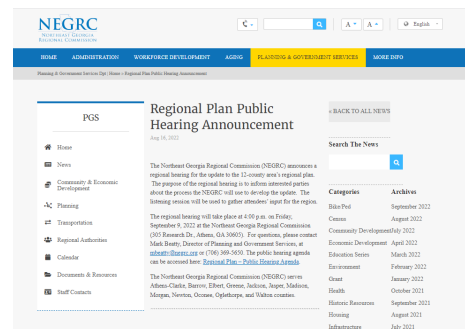 NEGRC
NORTHEAST GEORGIA
REGIONAL COMMISSION
A - A + English
HOME ADMINISTRATION WORKFORCE DEVELOPMENT AGING PLANNING & GOVERNMENT SERVICES MORE INFO
Planning & Government Services Dpt | Home » Regional Plan Public Hearing Announcement
PGS
Home
News
Community & Economic
Development
Planning
Transportation
Regional Authorities
Calendar
Documents & Resources
Staff Contacts
Regional Plan Public
Hearing Announcement
Aug 16, 2022
The Northeast Georgia Regional Commission (NEGRC) announces a
regional hearing for the update to the 12-county area's regional plan.
The purpose of the regional hearing is to inform interested parties
about the process the NEGRC will use to develop the update. The
listening session will be used to gather attendees' input for the region.
The regional hearing will take place at 4:00 p.m. on Friday,
September 9, 2022 at the Northeast Georgia Regional Commission
(305 Research Dr., Athens, GA 30605). For questions, please contact
Mark Beatty, Director of Planning and Government Services, at
mbeatty@negrc.org or (706) 369-5650. The public hearing agenda
can be accessed here: Regional Plan – Public Hearing Agenda.
The Northeast Georgia Regional Commission (NEGRC) serves
Athens-Clarke, Barrow, Elbert, Greene, Jackson, Jasper, Madison,
Morgan, Newton, Oconee, Oglethorpe, and Walton counties.
« BACK TO ALL NEWS
Search The News
Categories Archives
Bike/Ped September 2022
Census August 2022
Community Development July 2022
Economic Development April 2022
Education Series March 2022
Environment February 2022
Grant January 2022
Health October 2021
Historic Resources September 2021
Housing August 2021
Infrastructure July 2021